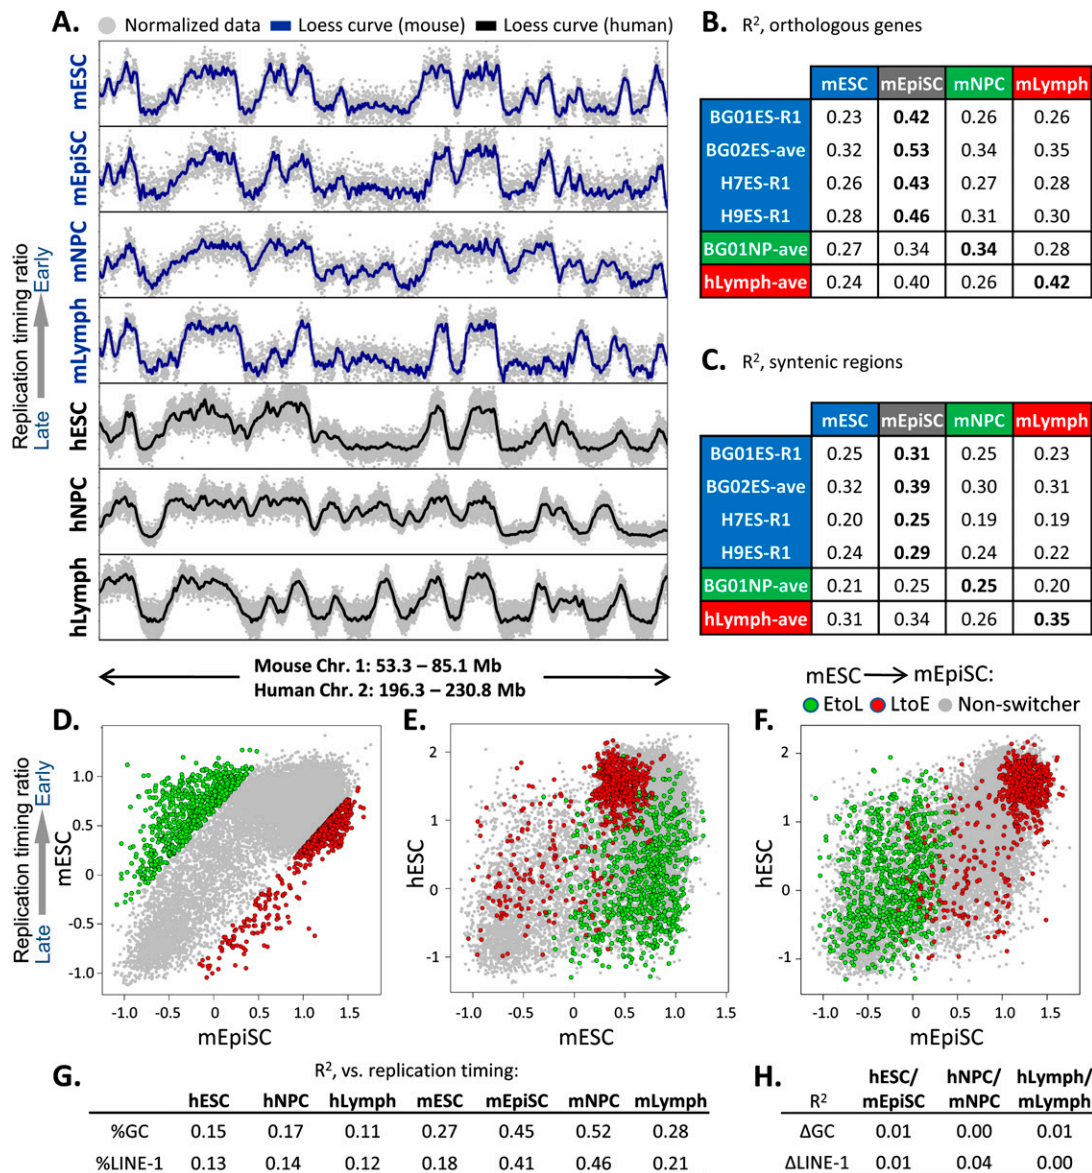 A.
Normalized data Loess curve (mouse) Loess curve (human)
mESC
mEpiSC
mNPC
mLymph
hESC
hNPC
hLymph
Replication timing ratio
Late Early
Mouse Chr. 1: 53.3 – 85.1 Mb
Human Chr. 2: 196.3 – 230.8 Mb
B. R², orthologous genes
mESC mEpiSC mNPC mLymph
BG01ES-R1 0.23 0.42 0.26 0.26
BG02ES-ave 0.32 0.53 0.34 0.35
H7ES-R1 0.26 0.43 0.27 0.28
H9ES-R1 0.28 0.46 0.31 0.30
BG01NP-ave 0.27 0.34 0.34 0.28
hLymph-ave 0.24 0.40 0.26 0.42
C. R², syntenic regions
mESC mEpiSC mNPC mLymph
BG01ES-R1 0.25 0.31 0.25 0.23
BG02ES-ave 0.32 0.39 0.30 0.31
H7ES-R1 0.20 0.25 0.19 0.19
H9ES-R1 0.24 0.29 0.24 0.22
BG01NP-ave 0.21 0.25 0.25 0.20
hLymph-ave 0.31 0.34 0.26 0.35
mESC mEpiSC:
EtoL LtoE Non-switcher
D.
Replication timing ratio
Late Early
mESC
1.0
0.5
0
-0.5
-1.0
-1.0 -0.5 0 0.5 1.0 1.5
mEpiSC
E.
hESC
2
1
0
-1
-1.0 -0.5 0 0.5 1.0 1.5
mESC
F.
hESC
2
1
0
-1
-1.0 -0.5 0 0.5 1.0 1.5
mEpiSC
G. R², vs. replication timing:
hESC hNPC hLymph mESC mEpiSC mNPC mLymph
%GC 0.15 0.17 0.11 0.27 0.45 0.52 0.28
%LINE-1 0.13 0.14 0.12 0.18 0.41 0.46 0.21
H. hESC/ hNPC/ hLymph/
R² mEpiSC mNPC mLymph
ΔGC 0.01 0.00 0.01
ΔLINE-1 0.01 0.04 0.00